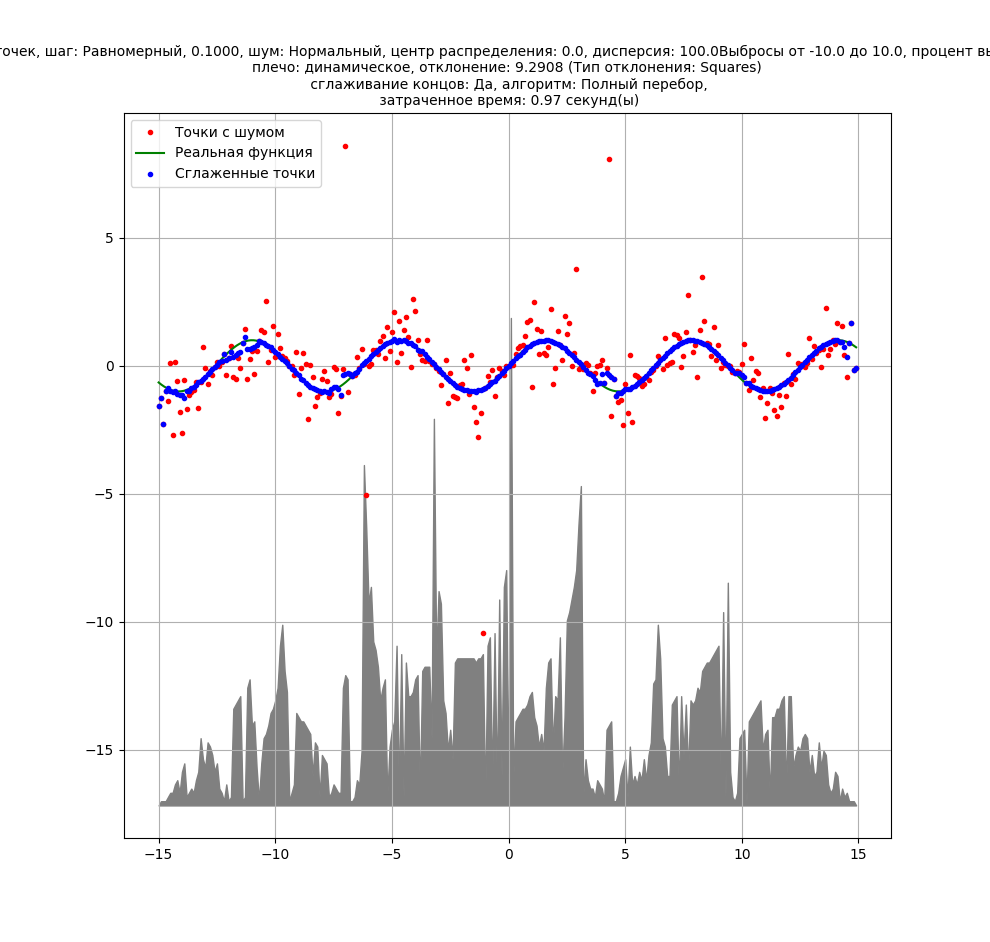 точек, шаг: Равномерный, 0.1000, шум: Нормальный, центр распределения: 0.0, дисперсия: 100.0Выбросы от -10.0 до 10.0, процент
плечо: динамическое, отклонение: 9.2908 (Тип отклонения: Squares)
сглаживание концов: Да, алгоритм: Полный перебор,
затраченное время: 0.97 секунд(ы)
Точки с шумом
Реальная функция
Сглаженные точки
5
0
−5
−10
−15
−15 −10 −5 0 5 10 15